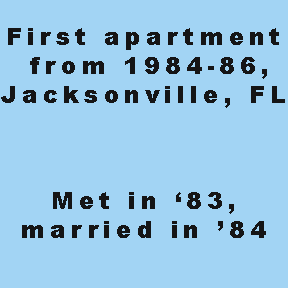 First apartment
from 1984-86,
Jacksonville, FL
Met in ‘83,
married in ’84